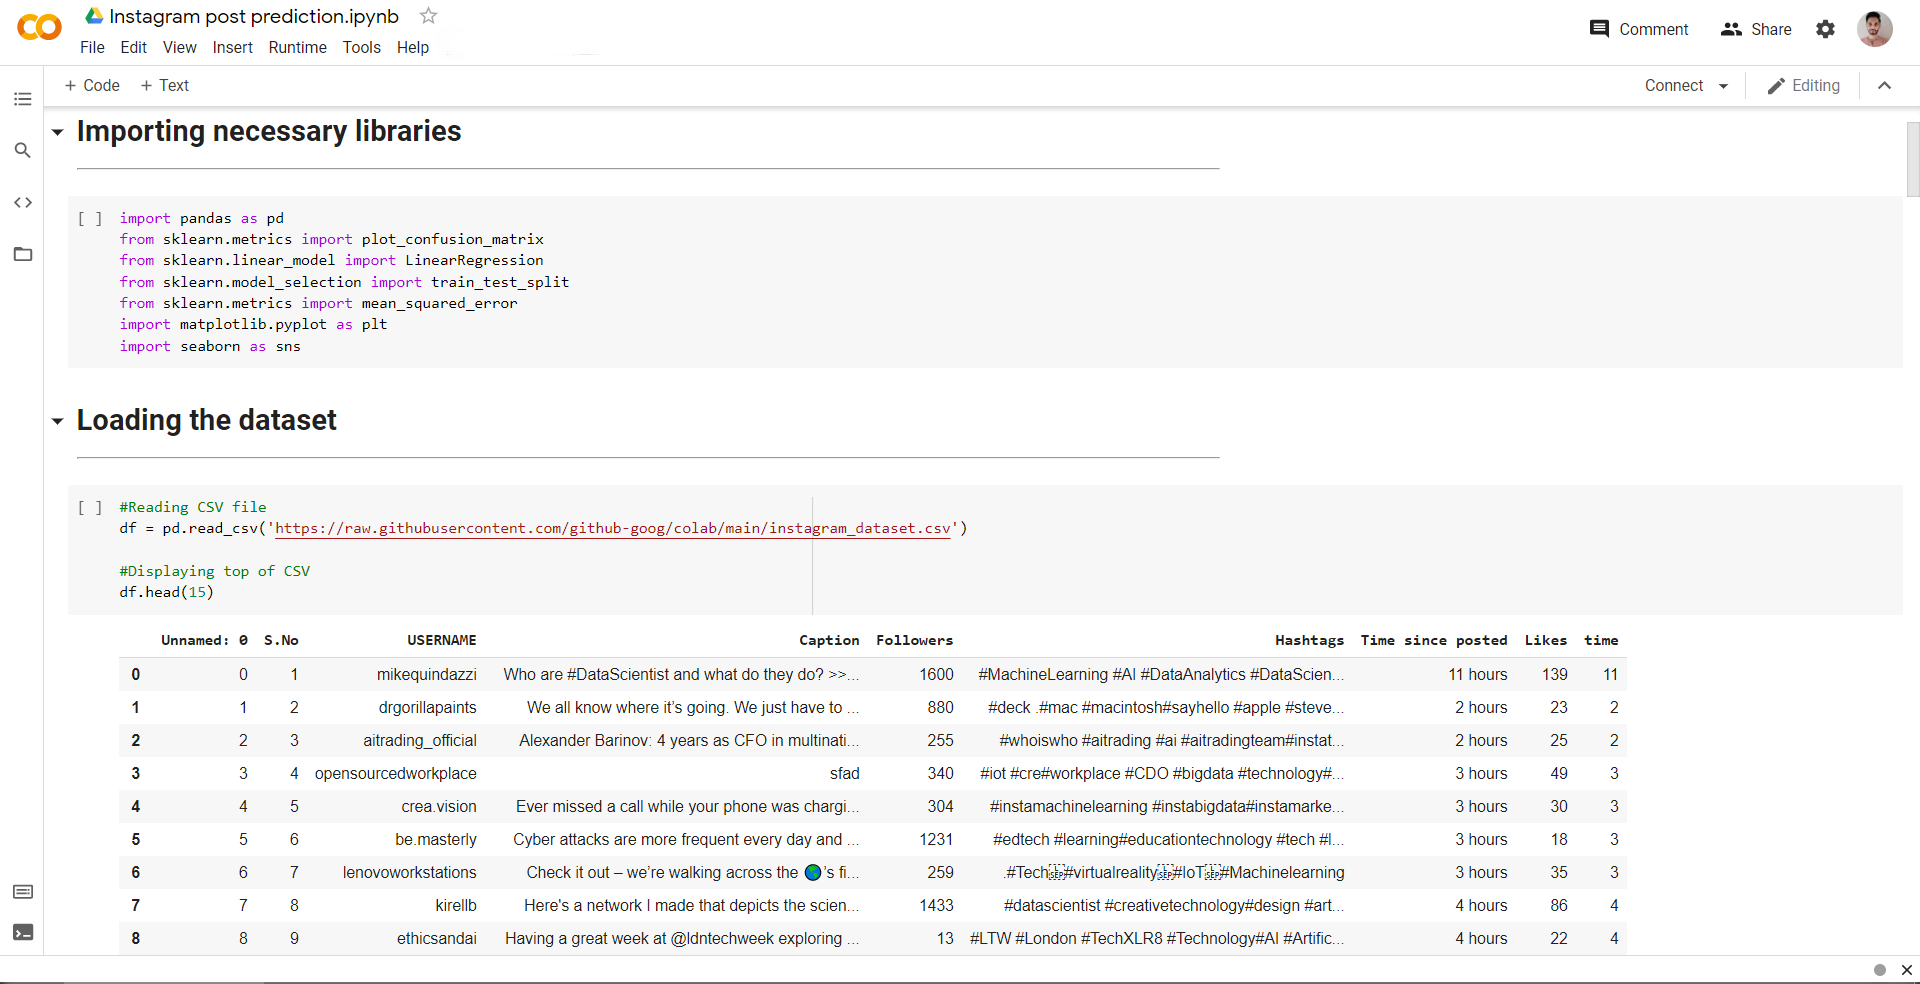 Instagram post prediction.ipynb
File Edit View Insert Runtime Tools Help
Comment Share
+ Code + Text
Connect Editing
Importing necessary libraries
[ ] import pandas as pd
from sklearn.metrics import plot_confusion_matrix
from sklearn.linear_model import LinearRegression
from sklearn.model_selection import train_test_split
from sklearn.metrics import mean_squared_error
import matplotlib.pyplot as plt
import seaborn as sns
Loading the dataset
[ ] #Reading CSV file
df = pd.read_csv('https://raw.githubusercontent.com/github-goog/colab/main/instagram_dataset.csv')
#Displaying top of CSV
df.head(15)
Unnamed: 0 S.No USERNAME Caption Followers Hashtags Time since posted Likes time
0 0 1 mikequindazzi Who are #DataScientist and what do they do? >>... 1600 #MachineLearning #AI #DataAnalytics #DataScien... 11 hours 139 11
1 1 2 drgorillapaints We all know where it’s going. We just have to ... 880 #deck .#mac #macintosh#sayhello #apple #steve... 2 hours 23 2
2 2 3 aitrading_official Alexander Barinov: 4 years as CFO in multinati... 255 #whoiswho #aitrading #ai #aitradingteam#instat... 2 hours 25 2
3 3 4 opensourcedworkplace sfad 340 #iot #cre#workplace #CDO #bigdata #technology#... 3 hours 49 3
4 4 5 crea.vision Ever missed a call while your phone was chargi... 304 #instamachinelearning #instabigdata#instamarke... 3 hours 30 3
5 5 6 be.masterly Cyber attacks are more frequent every day and ... 1231 #edtech #learning#educationtechnology #tech #l... 3 hours 18 3
6 6 7 lenovoworkstations Check it out – we’re walking across the 🌎’s fi... 259 .#Tech#virtualreality#IoT#Machinelearning 3 hours 35 3
7 7 8 kirellb Here's a network I made that depicts the scien... 1433 #datascientist #creativetechnology#design #art... 4 hours 86 4
8 8 9 ethicsandai Having a great week at @ldntechweek exploring ... 13 #LTW #London #TechXLR8 #Technology#AI #Artific... 4 hours 22 4